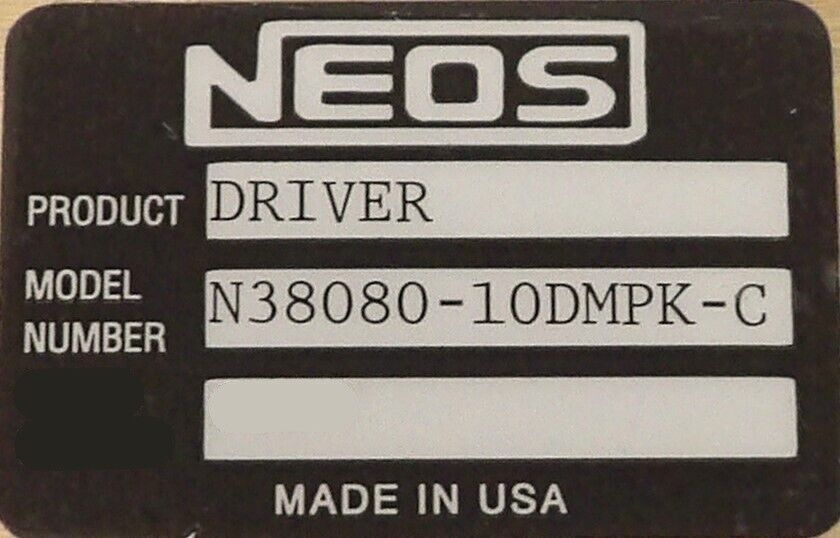 NEOS
PRODUCT DRIVER
MODEL
NUMBER N38080-10DMPK-C
MADE IN USA